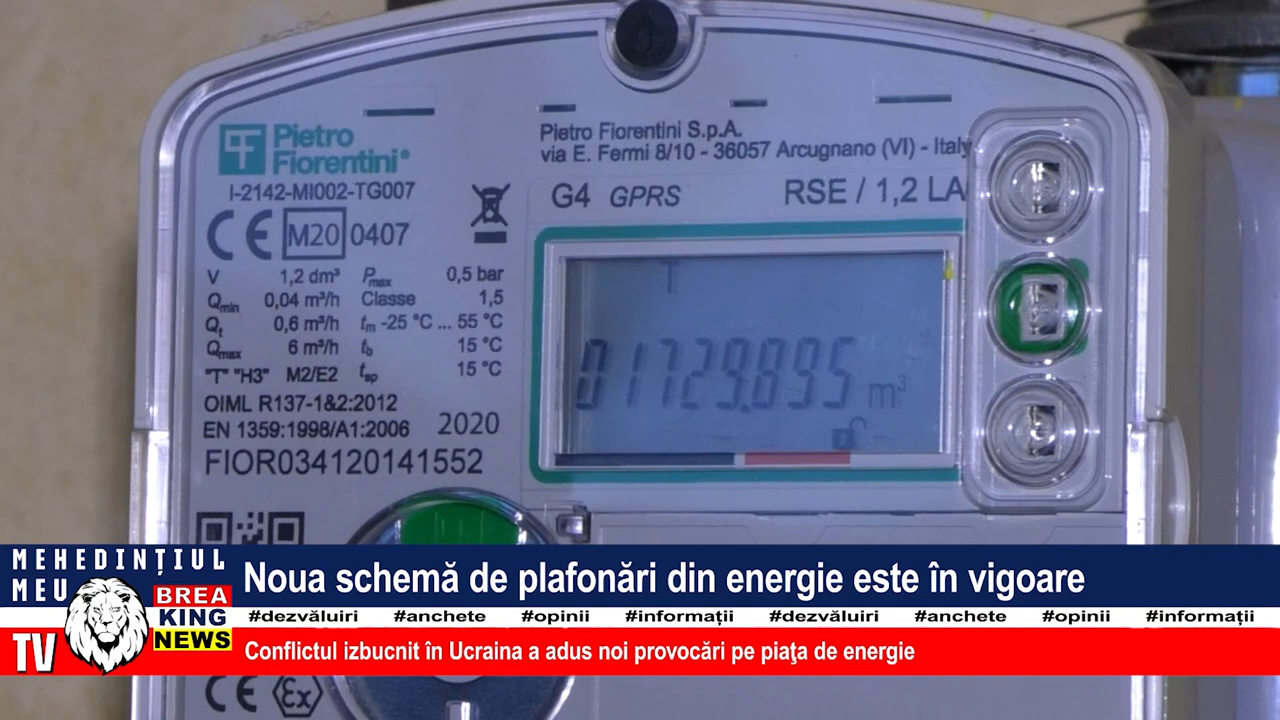 Pietro
Fiorentini®
I-2142-MI002-TG007
CE M20 0407
Pietro Fiorentini S.p.A.
via E. Fermi 8/10 - 36057 Arcugnano (VI) - Italy
G4 GPRS RSE / 1,2 LA
V 1,2 dm³ Pmax 0,5 bar
Qmin 0,04 m³/h Classe 1,5
Qt 0,6 m³/h tm -25 °C ... 55 °C
Qmax 6 m³/h tb 15 °C
"T" "H3" M2/E2 tsp 15 °C
OIML R137-1&2:2012
EN 1359:1998/A1:2006 2020
FIOR034120141552
T
01729.895 m³
MEHEDINȚIUL
MEU
TV
BREA
KING
NEWS
Noua schemă de plafonări din energie este în vigoare
#dezvăluiri #anchete #opinii #informații #dezvăluiri #anchete #opinii #informații
Conflictul izbucnit în Ucraina a adus noi provocări pe piaţa de energie
CE Ex